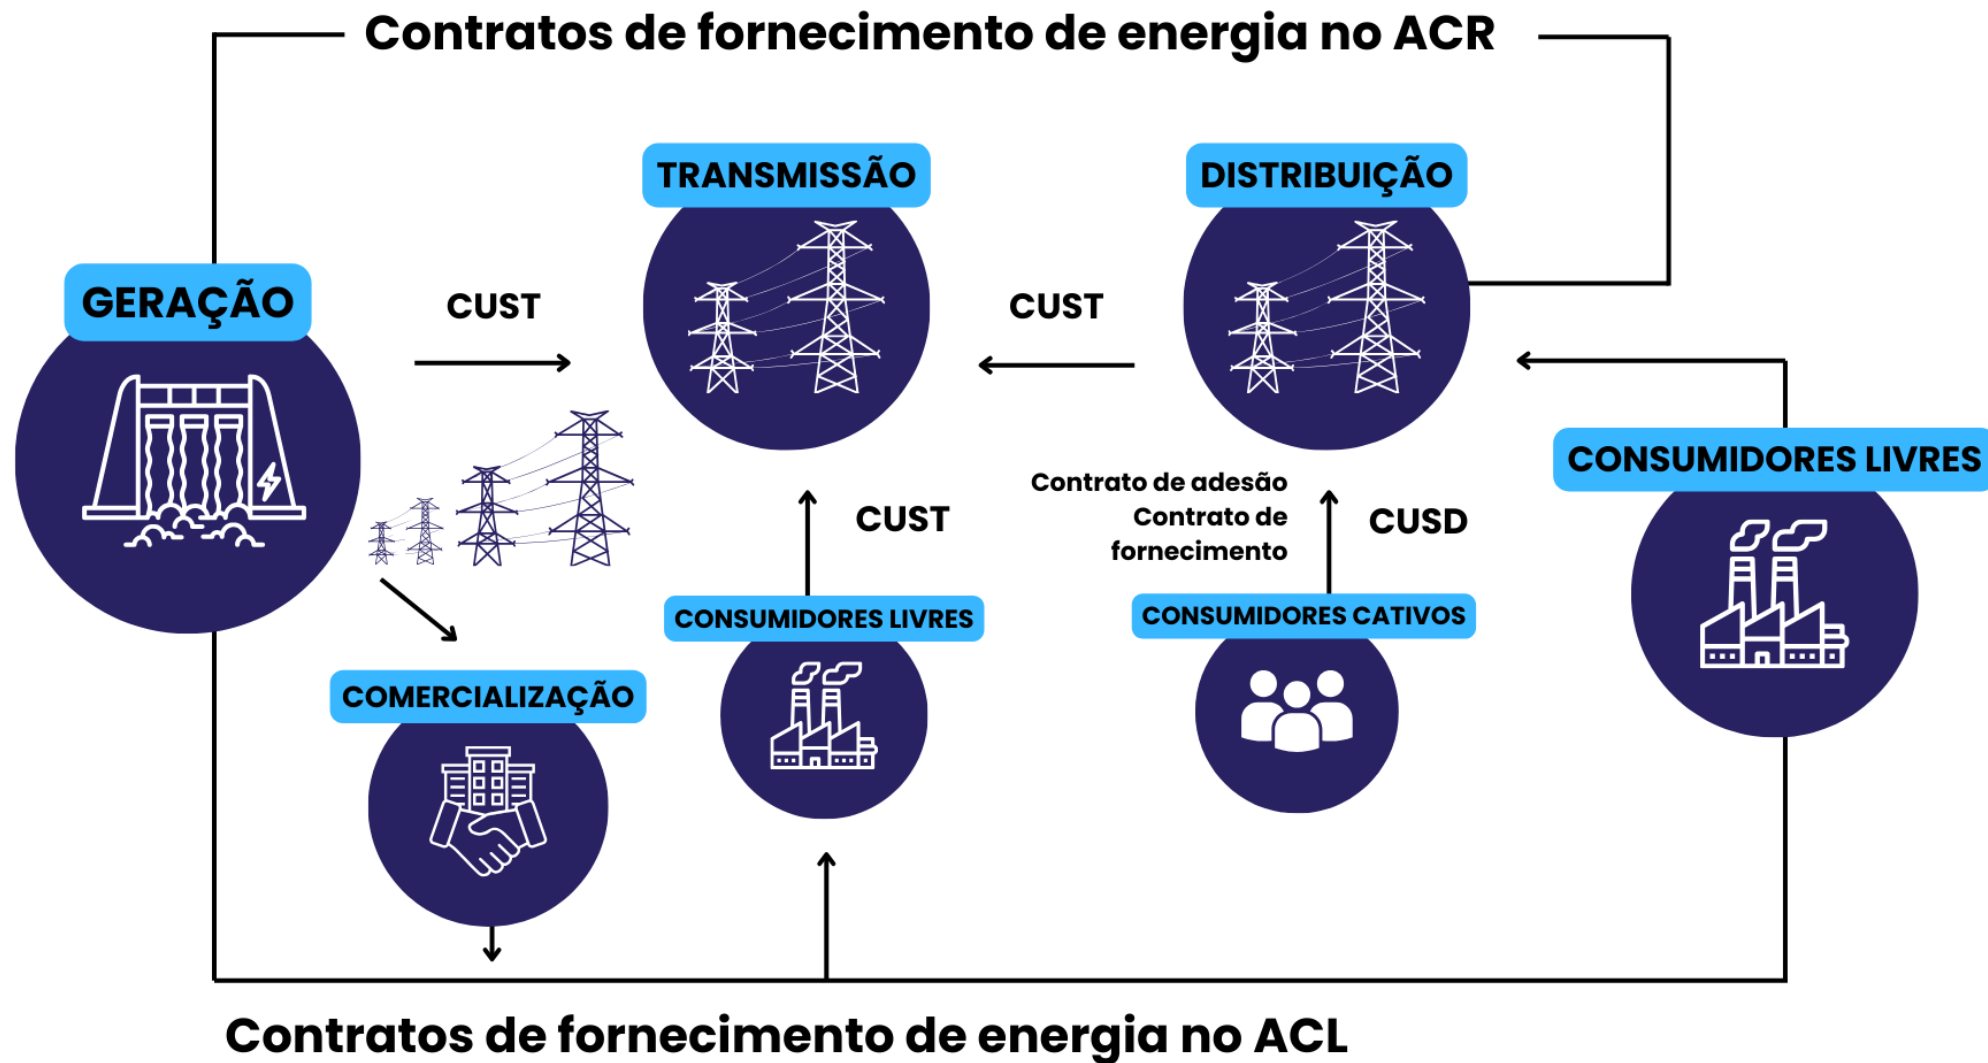 Contratos de fornecimento de energia no ACR
TRANSMISSÃO
DISTRIBUIÇÃO
GERAÇÃO
CUST
CUST
CONSUMIDORES LIVRES
Contrato de adesão
Contrato de
fornecimento
CUST
CUSD
CONSUMIDORES LIVRES
CONSUMIDORES CATIVOS
COMERCIALIZAÇÃO
Contratos de fornecimento de energia no ACL